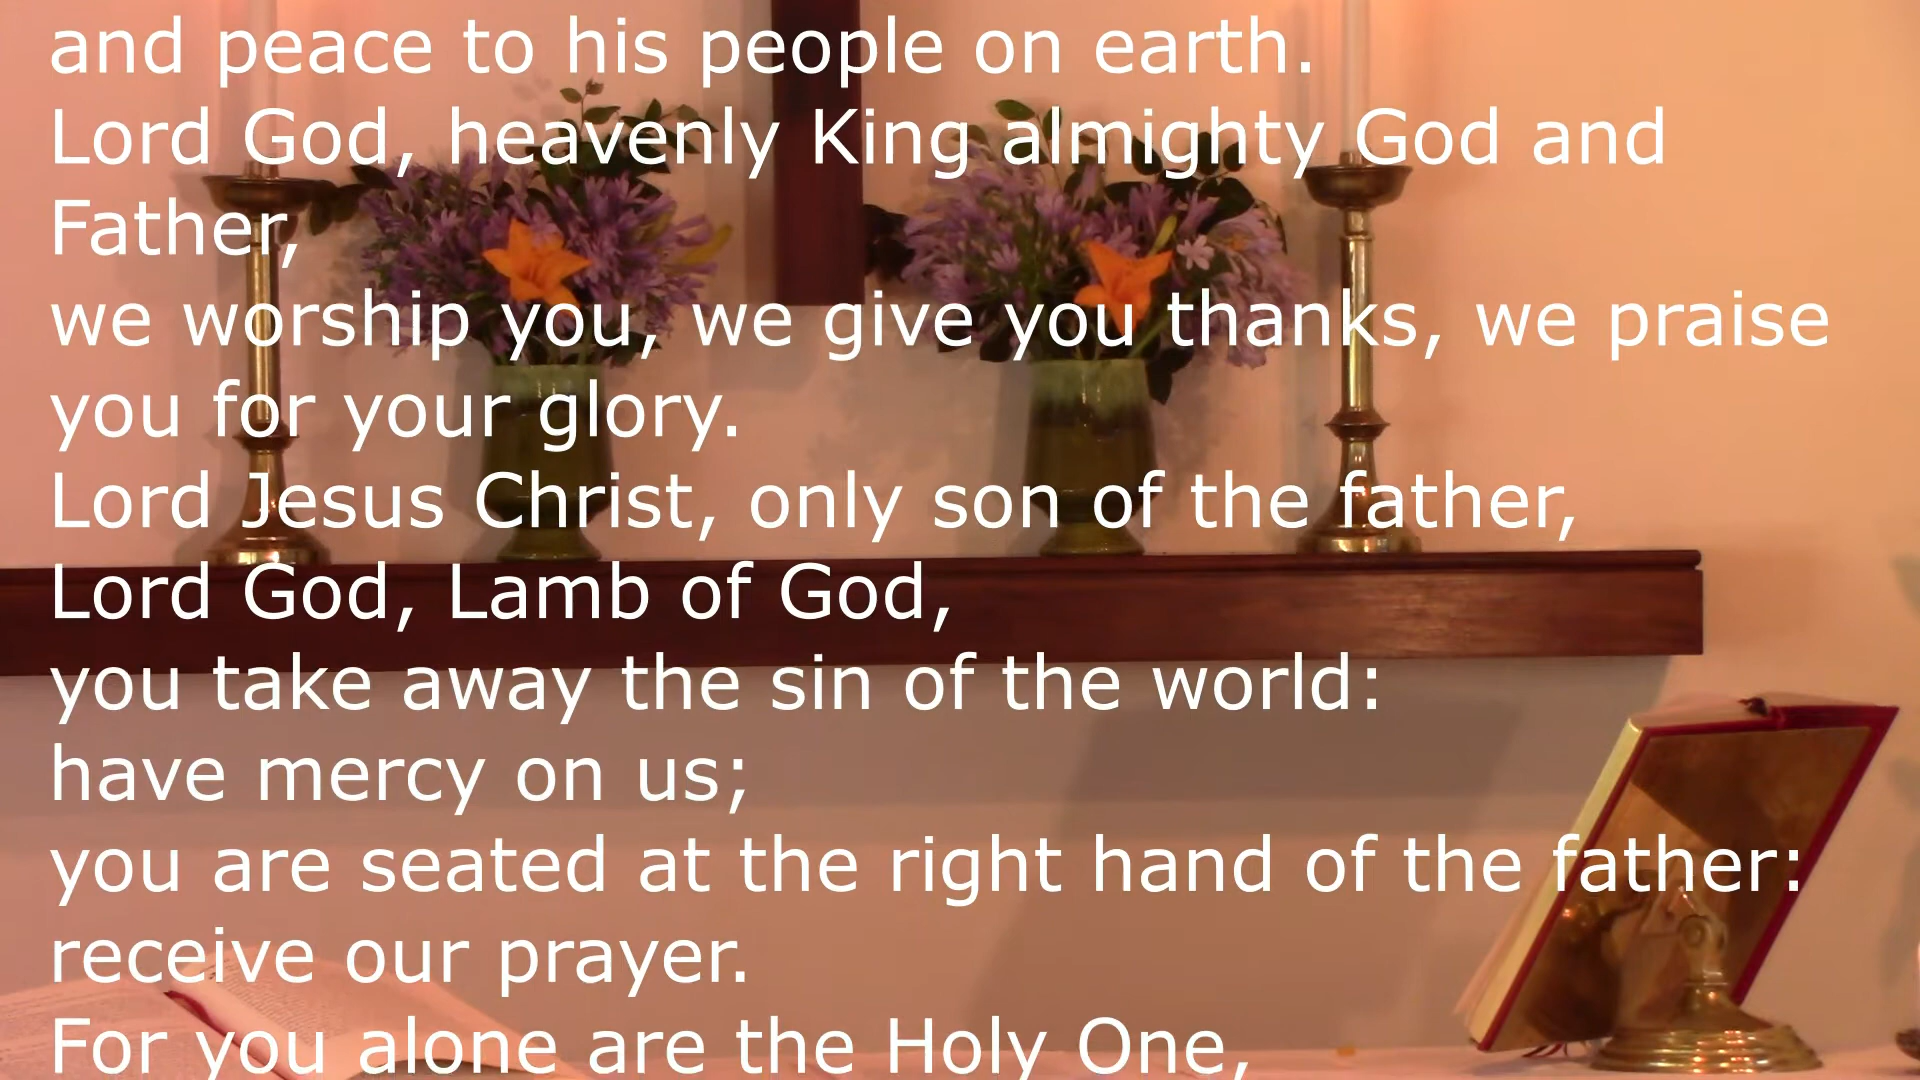 and peace to his people on earth.
Lord God, heavenly King almighty God and
Father,
we worship you, we give you thanks, we praise
you for your glory.
Lord Jesus Christ, only son of the father,
Lord God, Lamb of God,
you take away the sin of the world:
have mercy on us;
you are seated at the right hand of the father:
receive our prayer.
For you alone are the Holy One,